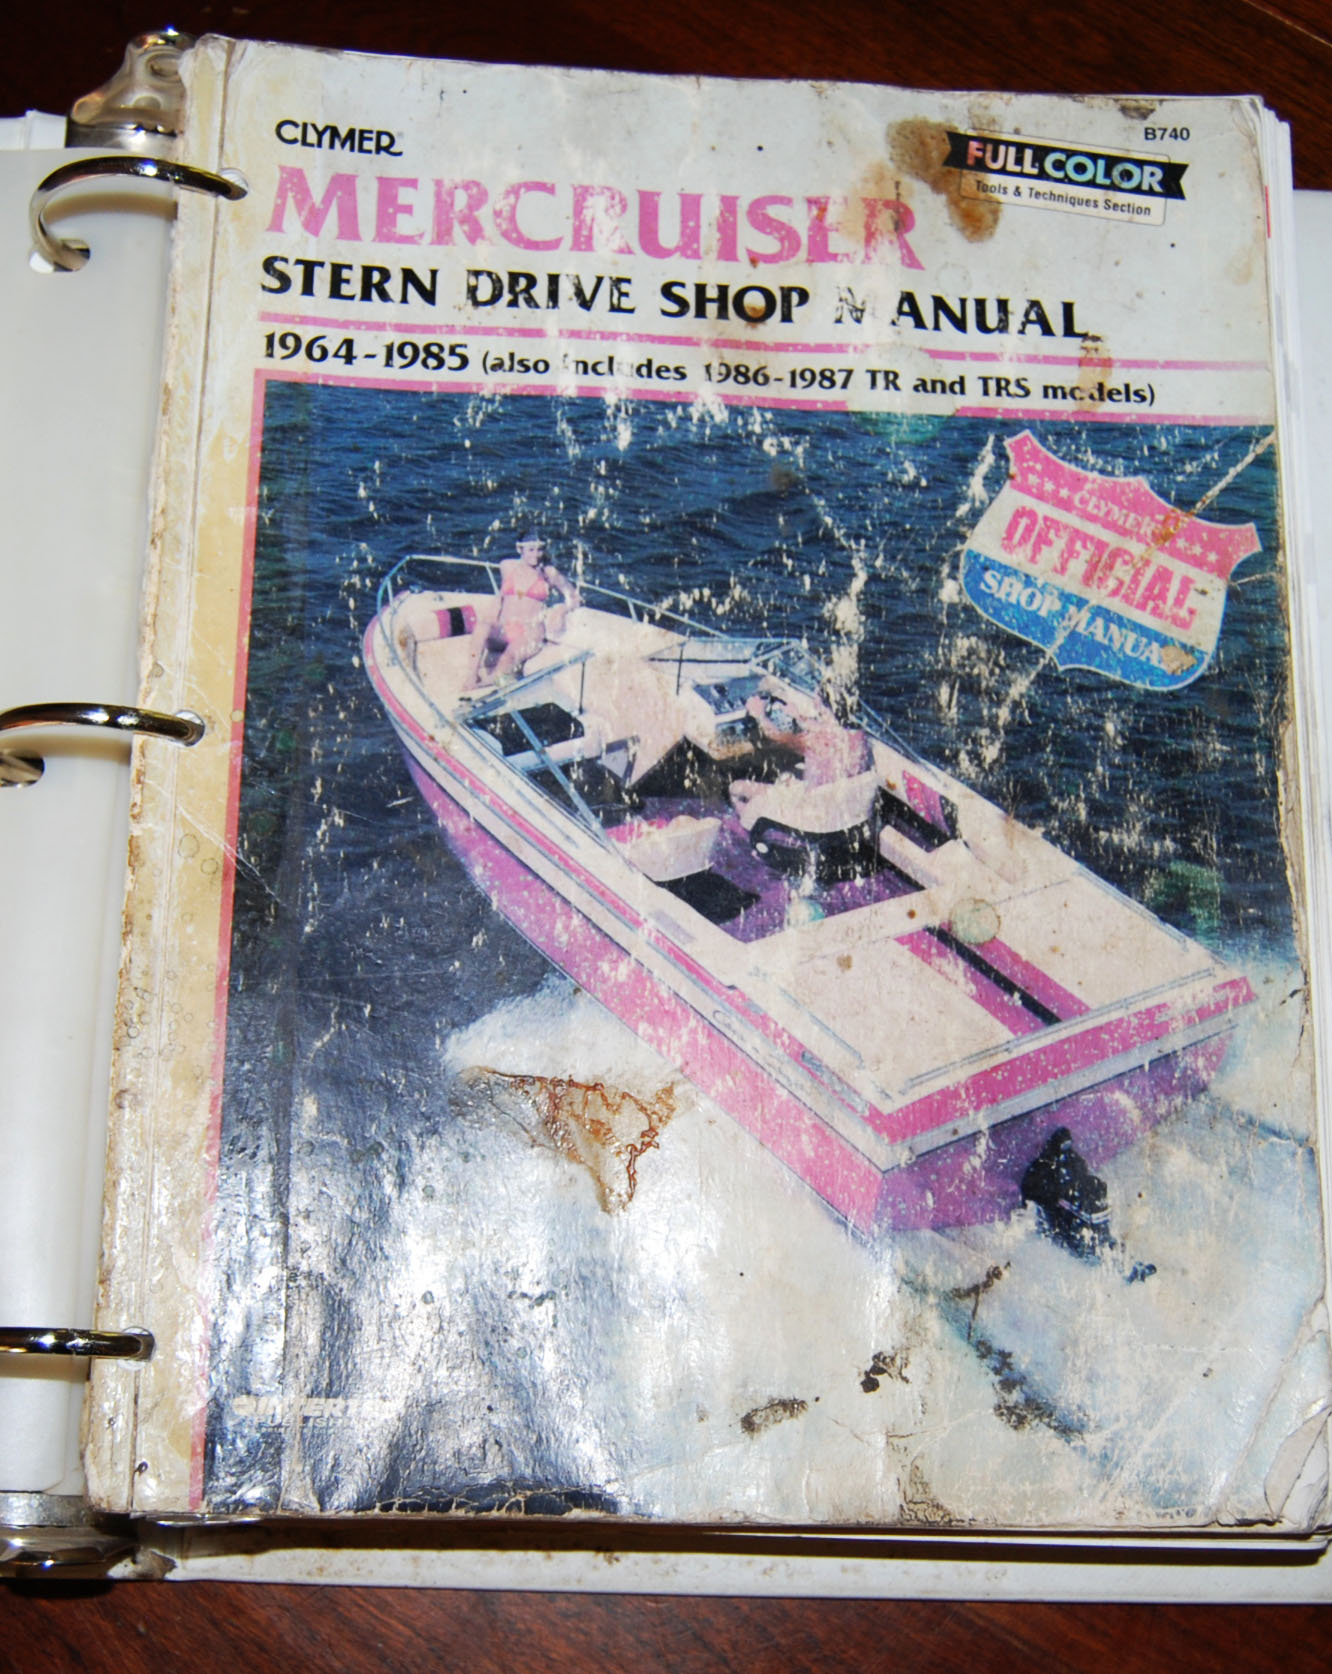 CLYMER
B740
FULL COLOR
Tools & Techniques Section
MERCRUISER
STERN DRIVE SHOP MANUAL
1964-1985 (also includes 1986-1987 TR and TRS models)
CLYMER
OFFICIAL
SHOP MANUAL